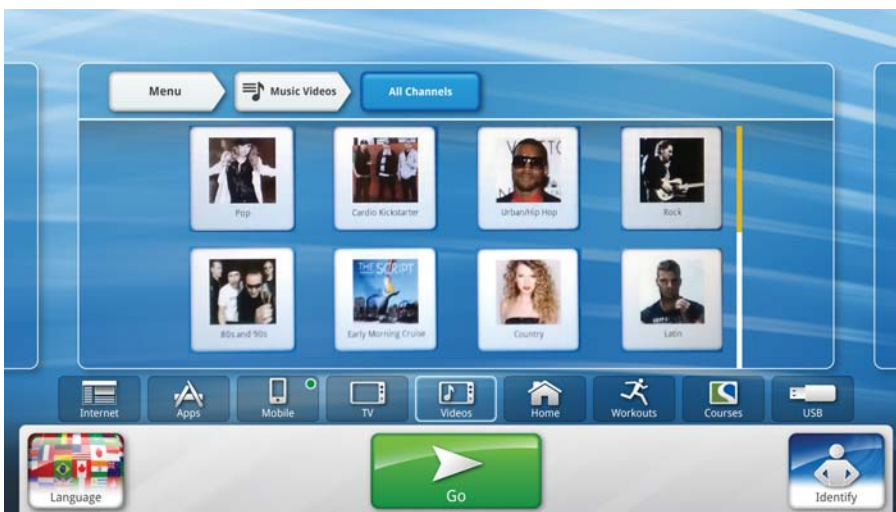 Menu
Music Videos
All Channels
Pop
Cardio Kickstarter
Urban/Hip Hop
Rock
THE SCRIPT
80s and 90s
Early Morning Cruise
Country
Latin
Internet
Apps
Mobile
TV
Videos
Home
Workouts
Courses
USB
Language
Go
Identify